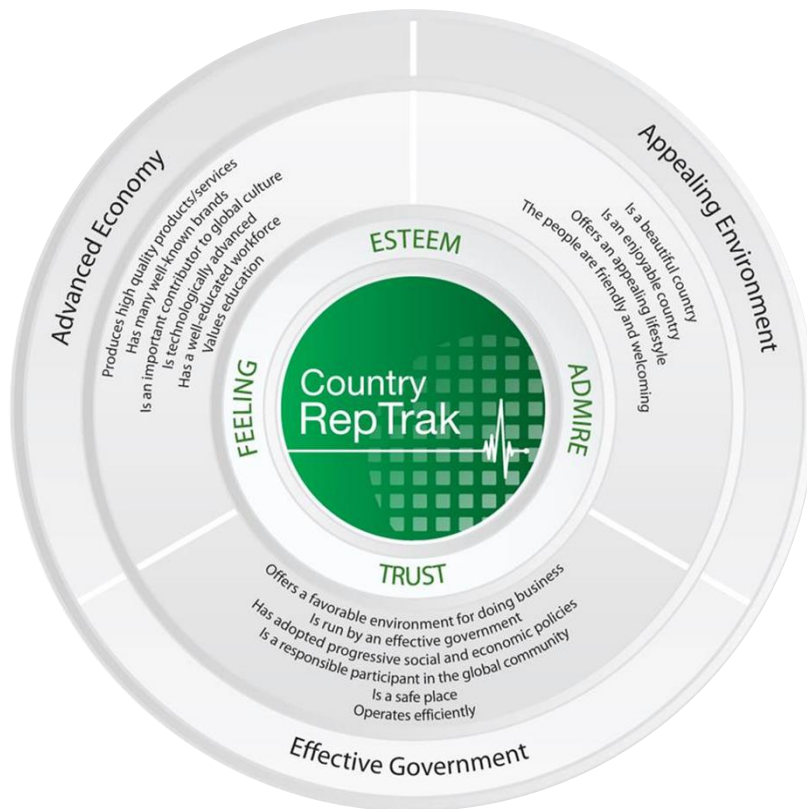 Advanced Economy
Produces high quality products/services
Has many well-known brands
Is an important contributor to global culture
Is technologically advanced
Has a well-educated workforce
Values education
Appealing Environment
Is a beautiful country
Is an enjoyable country
Offers an appealing lifestyle
The people are friendly and welcoming
ESTEEM
FEELING
ADMIRE
TRUST
Country
RepTrak
Offers a favorable environment for doing business
Is run by an effective government
Has adopted progressive social and economic policies
Is a responsible participant in the global community
Is a safe place
Operates efficiently
Effective Government